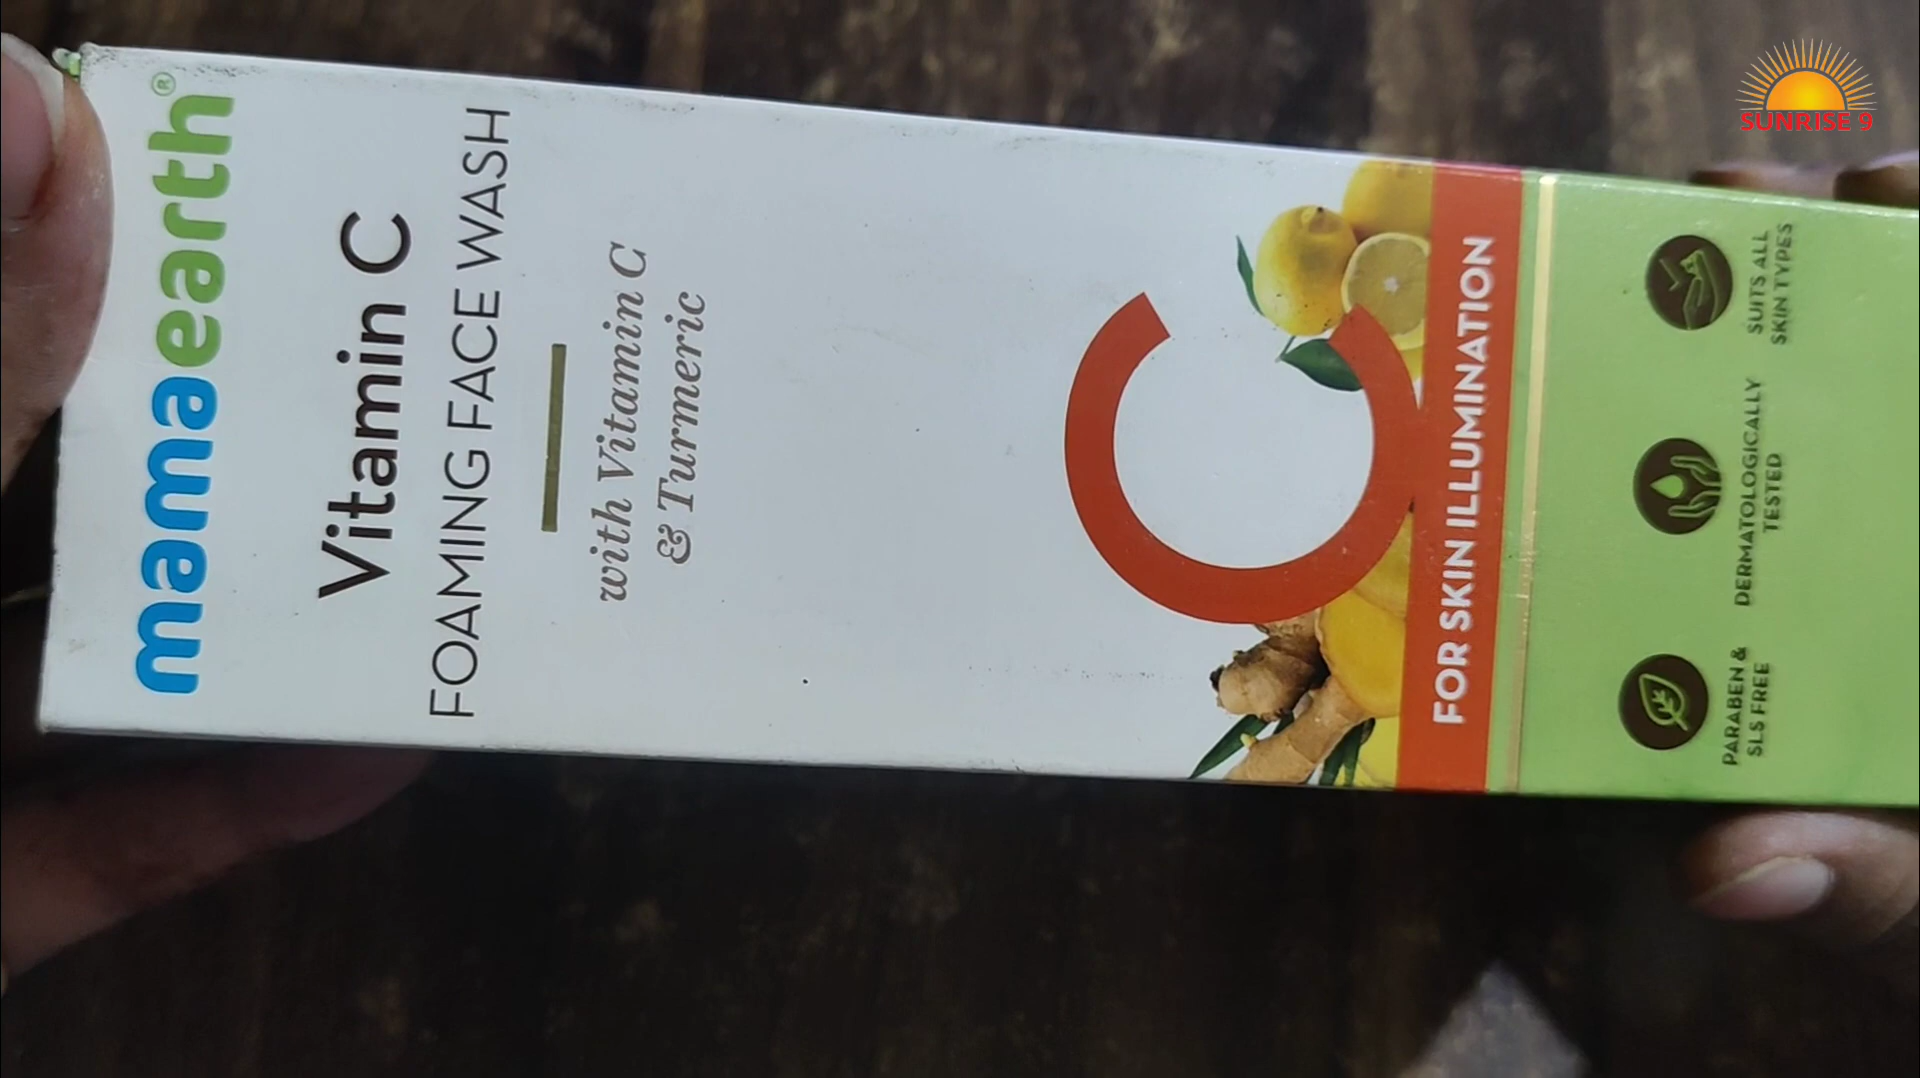 mamaearth®
Vitamin C
FOAMING FACE WASH
with Vitamin C
& Turmeric
C
FOR SKIN ILLUMINATION
PARABEN &
SLS FREE
DERMATOLOGICALLY
TESTED
SUITS ALL
SKIN TYPES
SUNRISE 9